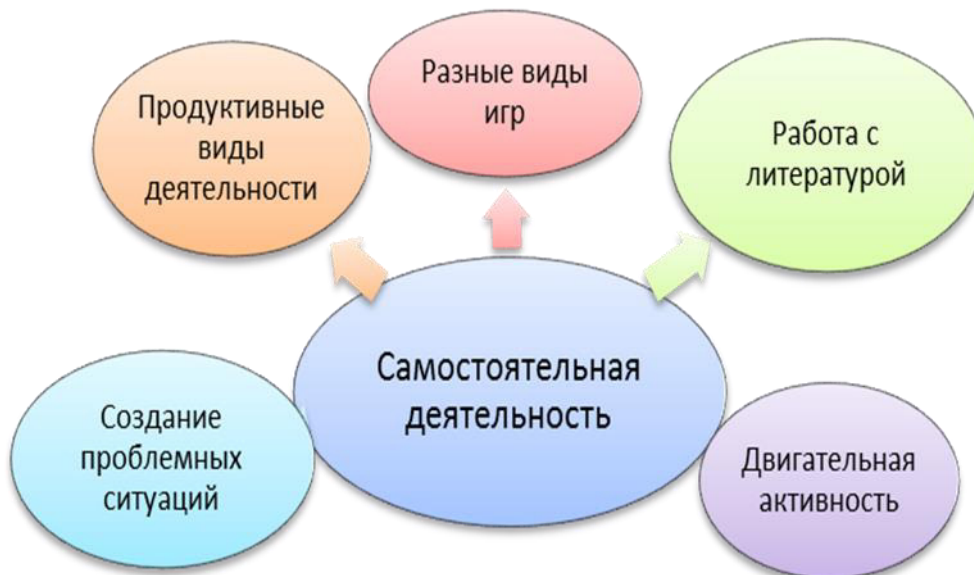 Разные виды
игр
Продуктивные
виды
деятельности
Работа с
литературой
Самостоятельная
деятельность
Создание
проблемных
ситуаций
Двигательная
активность